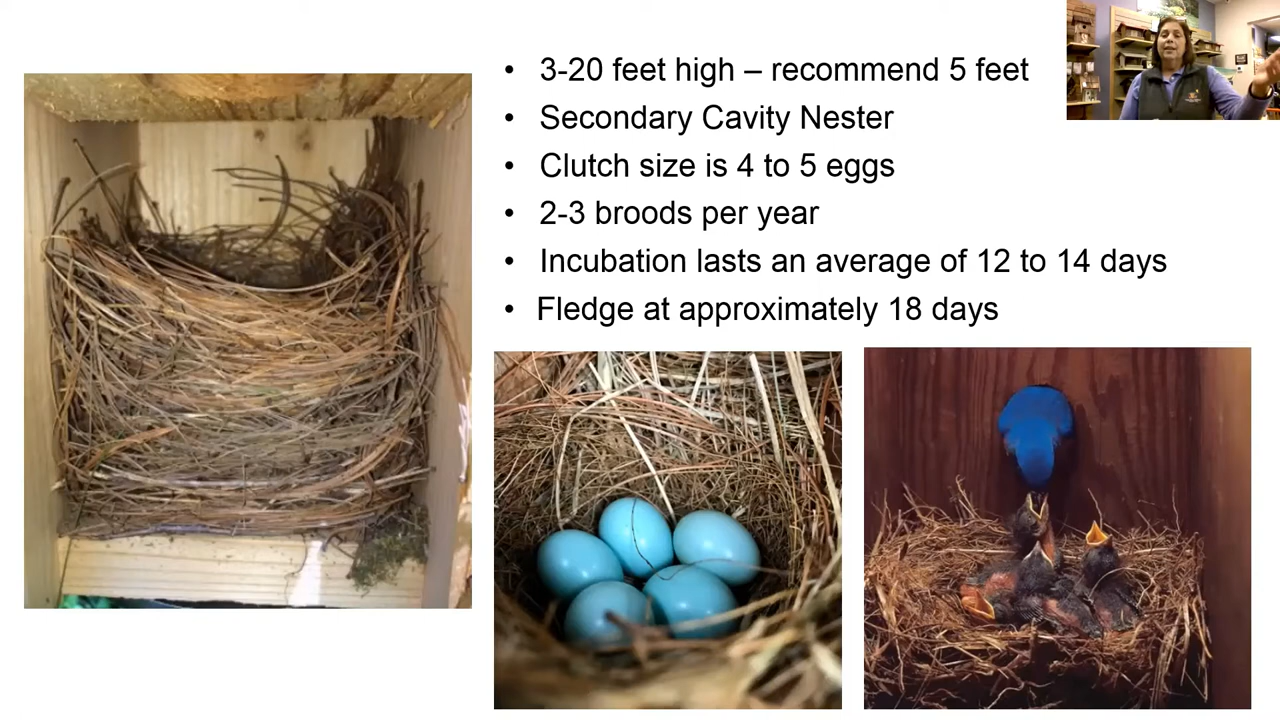 • 3-20 feet high – recommend 5 feet
• Secondary Cavity Nester
• Clutch size is 4 to 5 eggs
• 2-3 broods per year
• Incubation lasts an average of 12 to 14 days
• Fledge at approximately 18 days